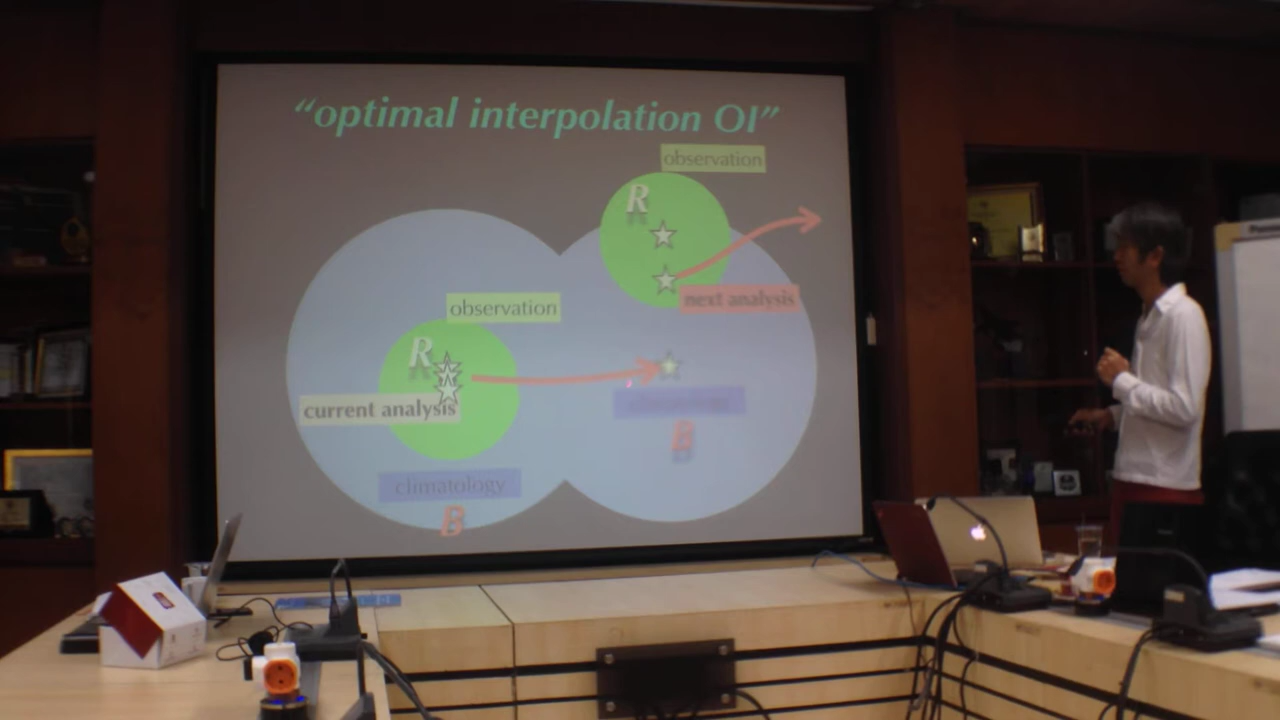 “optimal interpolation OI”
observation
R
next analysis
observation
R
current analysis
B
climatology
B